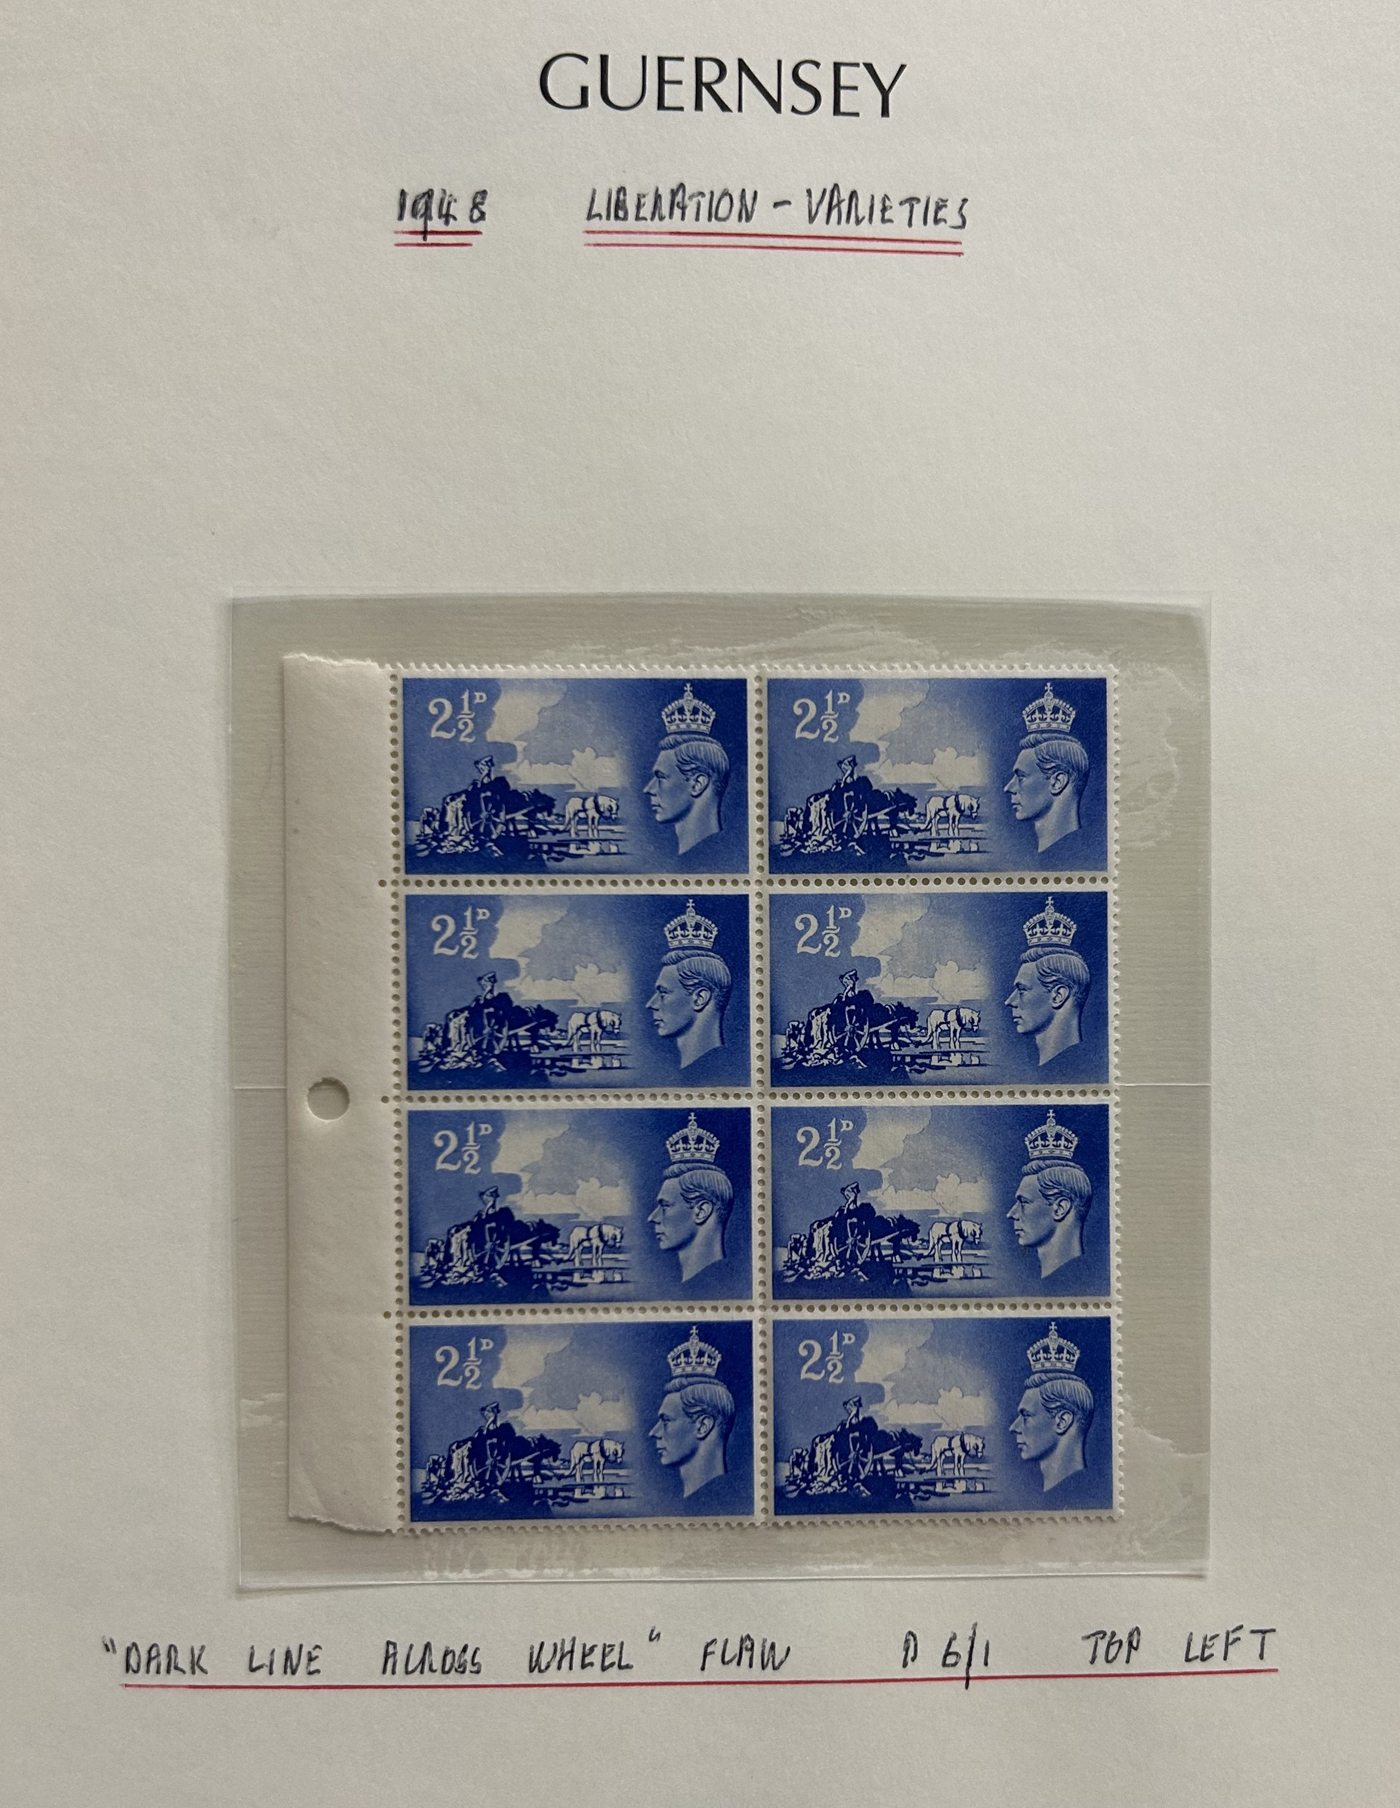 GUERNSEY
1948 LIBERATION - VARIETIES
2½D 2½D
2½D 2½D
2½D 2½D
2½D 2½D
"DARK LINE ACROSS WHEEL" FLAW R 6/1 TOP LEFT